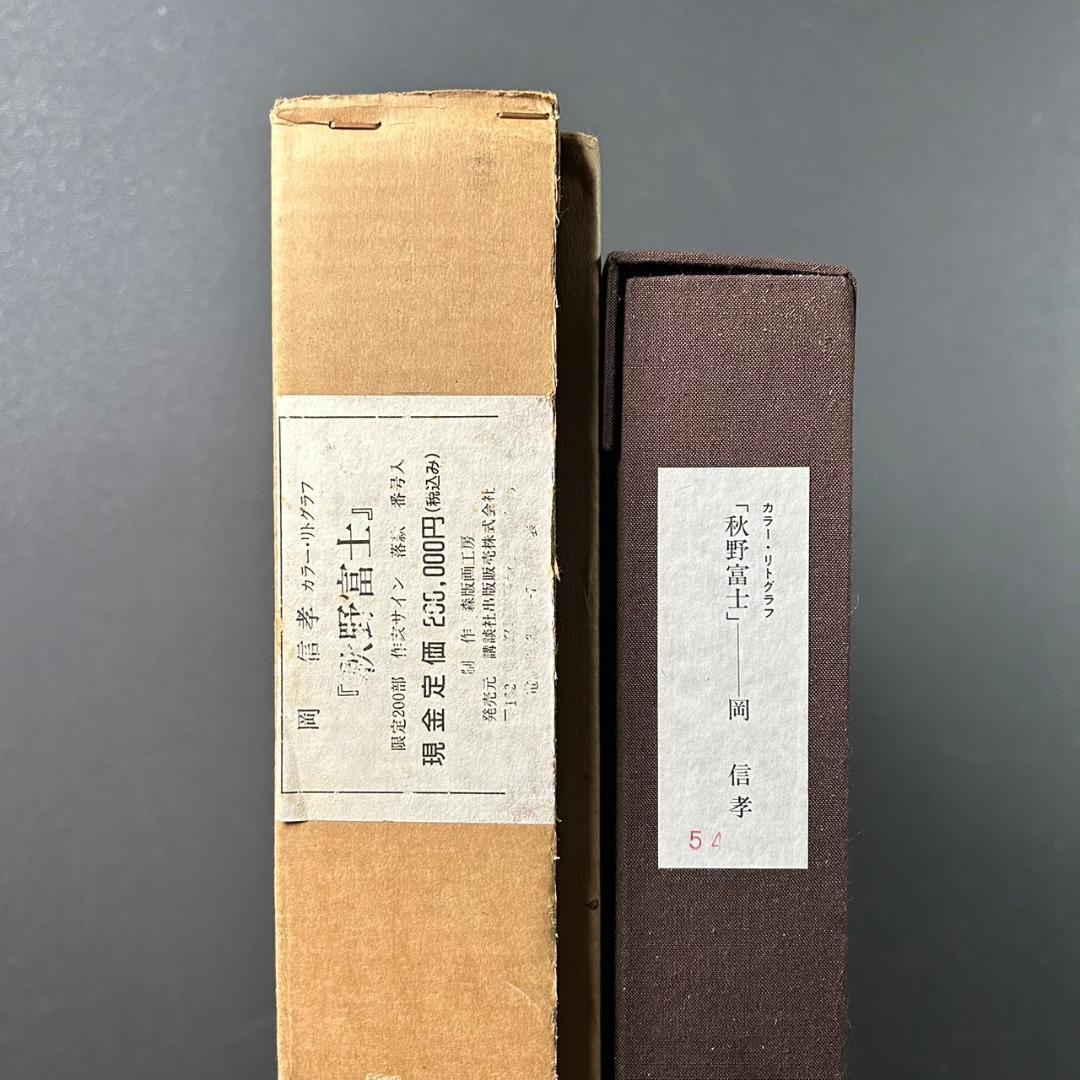 岡 信孝 カラー・リトグラフ
『秋野富士』
限定200部 作家サイン 落款 番号入
現金定価 200,000円(税込み)
制作 森版画工房
発売元 講談社出版販売株式会社
カラー・リトグラフ
「秋野富士」――岡 信孝
54